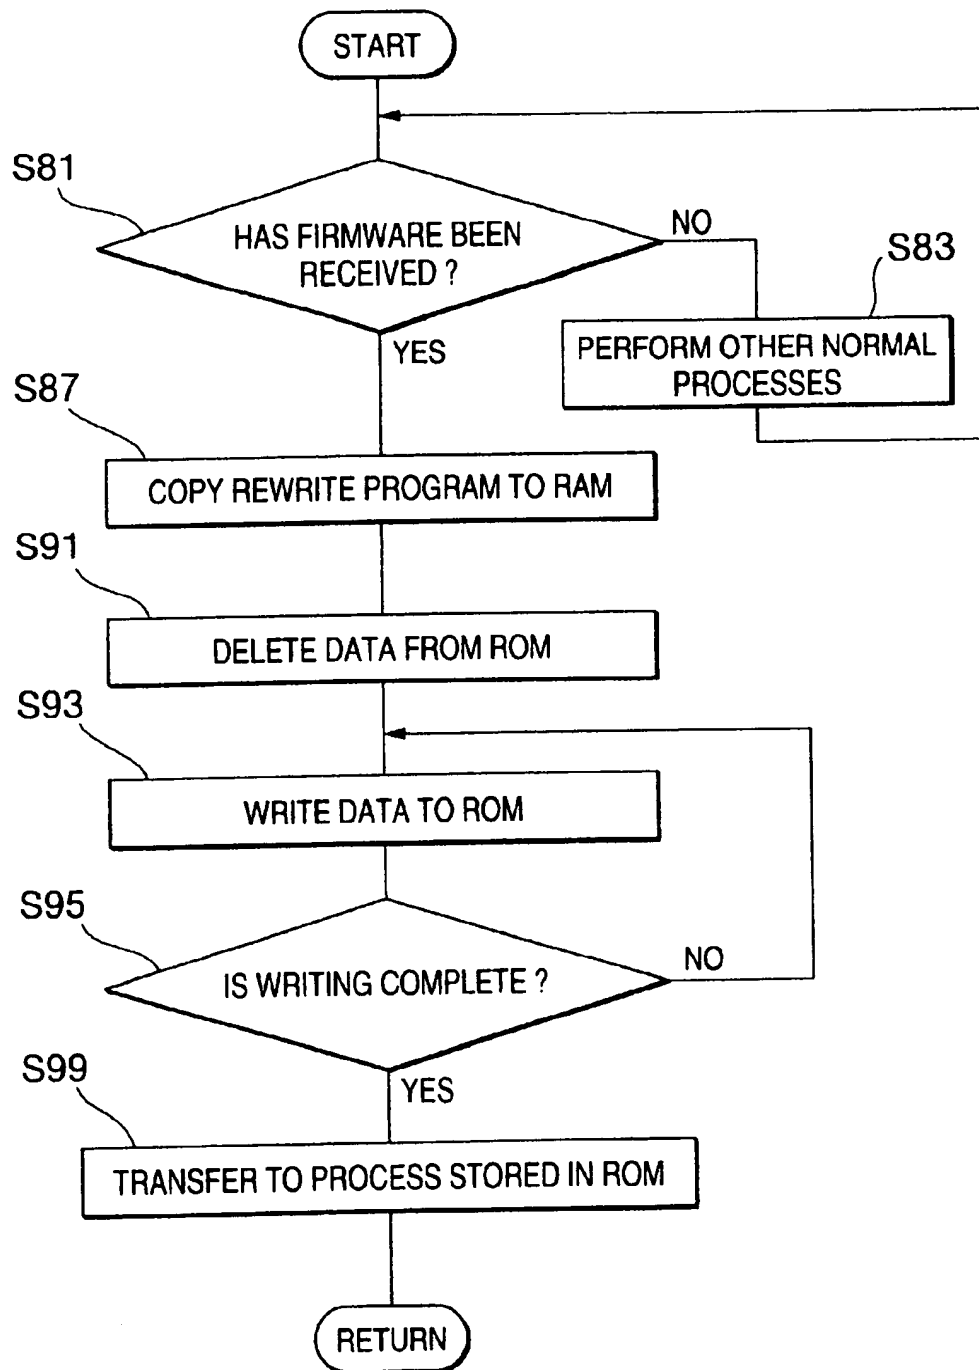 START
S81
HAS FIRMWARE BEEN
RECEIVED ?
NO
S83
PERFORM OTHER NORMAL
PROCESSES
YES
S87
COPY REWRITE PROGRAM TO RAM
S91
DELETE DATA FROM ROM
S93
WRITE DATA TO ROM
S95
IS WRITING COMPLETE ?
NO
YES
S99
TRANSFER TO PROCESS STORED IN ROM
RETURN